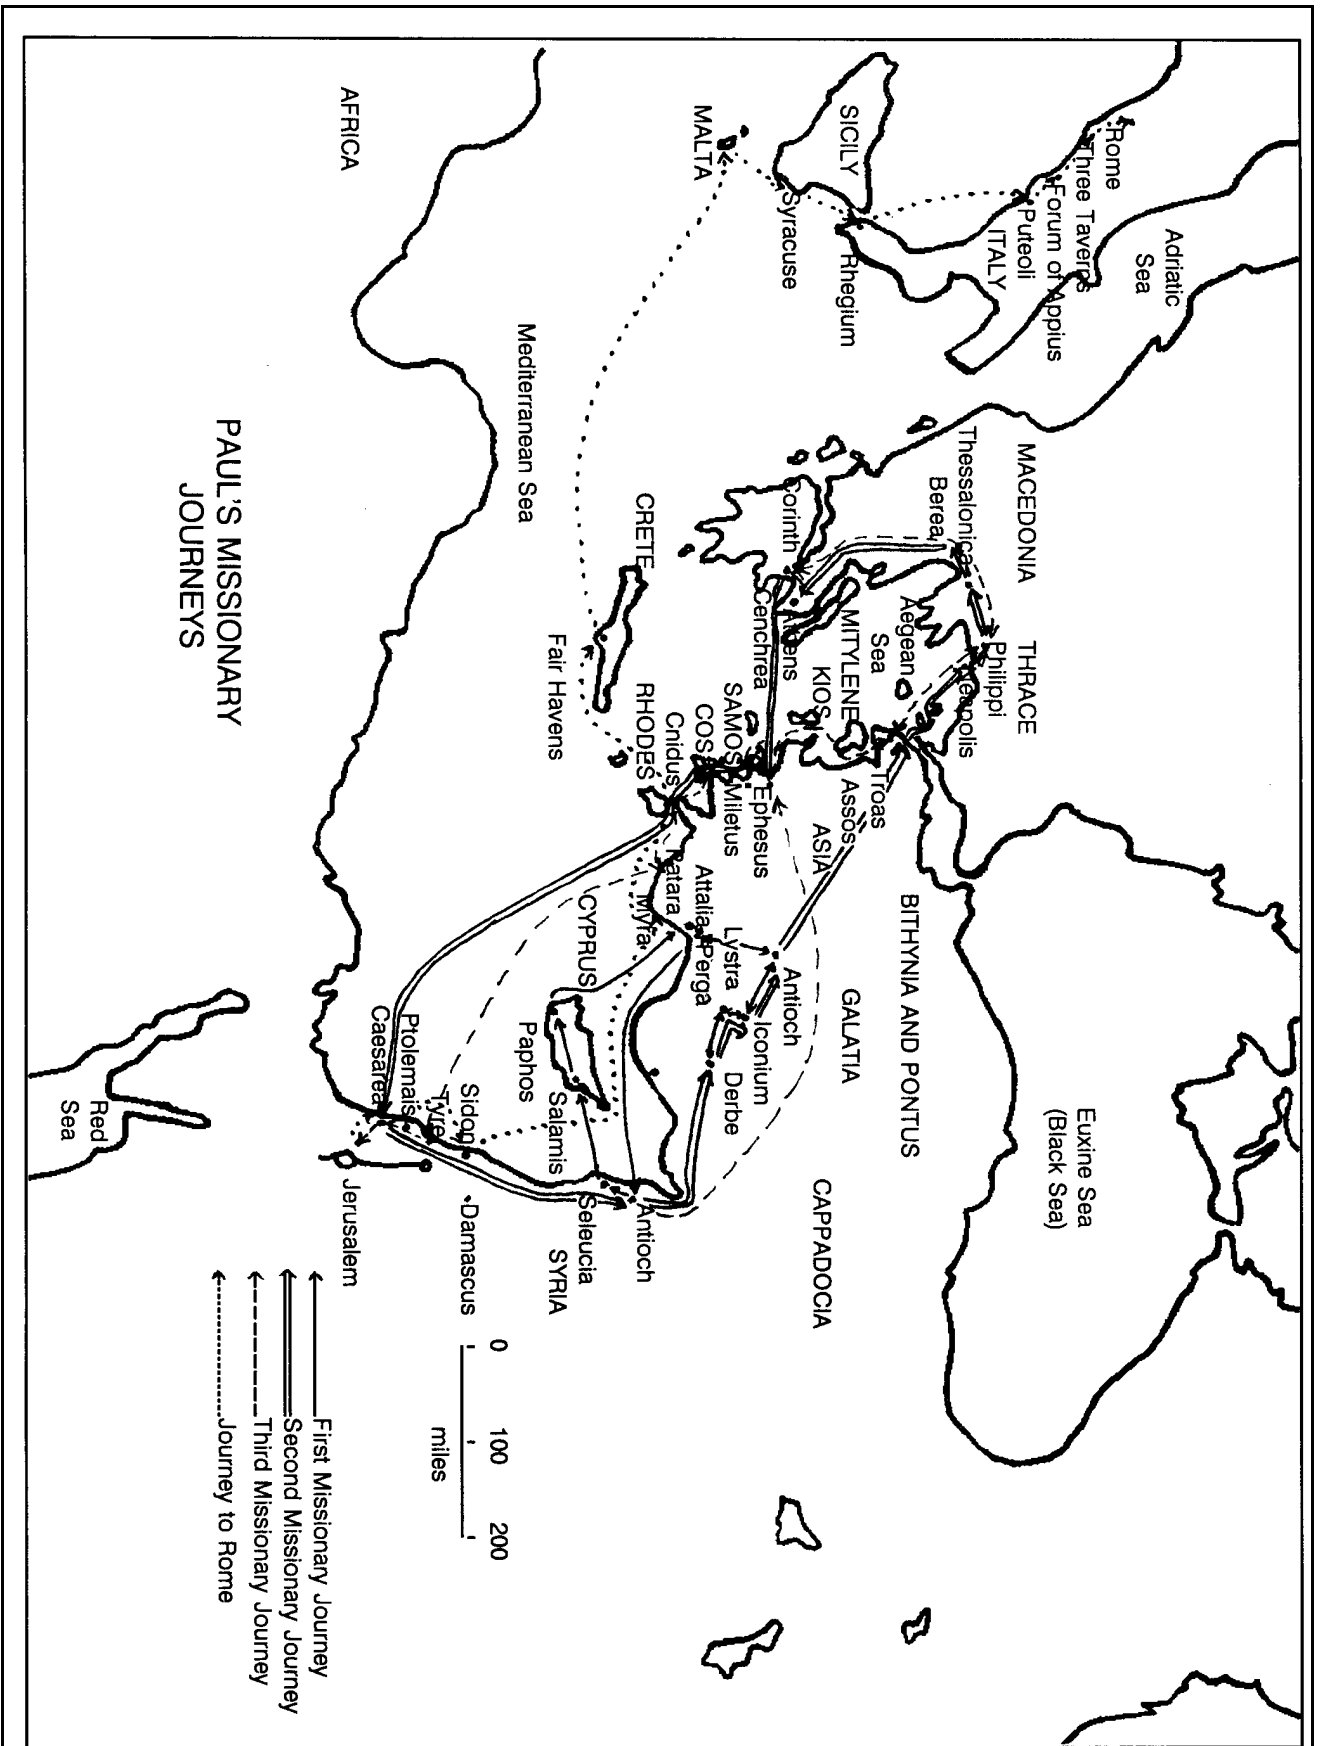 Rome
Three Taverns
Forum of Appius
Puteoli
ITALY
Adriatic
Sea
SICILY
Rhegium
Syracuse
MALTA
AFRICA
Mediterranean Sea
MACEDONIA
THRACE
Thessalonica
Berea
Philippi
Neapolis
Aegean
Sea
MITYLENE
KIOS
Corinth
Athens
Cenchrea
SAMOS
COS
Cnidus
RHODES
CRETE
Fair Havens
Troas
Assos
ASIA
Ephesus
Miletus
Patara
Myra
Attalia
Perga
Lystra
Antioch
Iconium
Derbe
BITHYNIA AND PONTUS
GALATIA
CAPPADOCIA
Euxine Sea
(Black Sea)
CYPRUS
Paphos
Salamis
Antioch
Seleucia
SYRIA
Sidon
Tyre
Damascus
Ptolemais
Caesarea
Jerusalem
Red
Sea
PAUL'S MISSIONARY
JOURNEYS
0 100 200
miles
First Missionary Journey
Second Missionary Journey
Third Missionary Journey
Journey to Rome